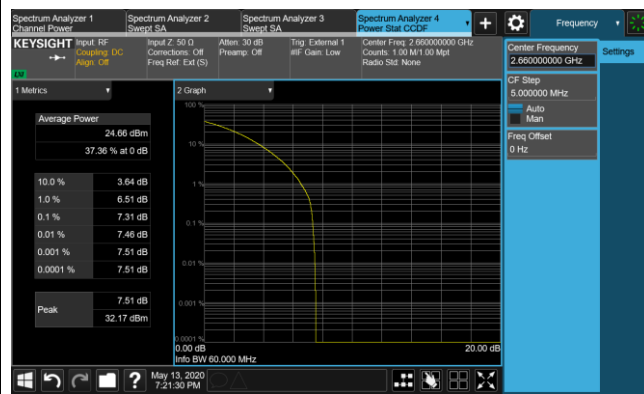 Spectrum Analyzer 1
Channel Power
Spectrum Analyzer 2
Swept SA
Spectrum Analyzer 3
Swept SA
Spectrum Analyzer 4
Power Stat CCDF
Frequency
KEYSIGHT
Input: RF
Coupling: DC
Align: Off
Input Z: 50 Ω
Corrections: Off
Freq Ref: Ext (S)
Atten: 30 dB
Preamp: Off
Trig: External 1
#IF Gain: Low
Center Freq: 2.660000000 GHz
Counts: 1.00 M/1.00 Mpt
Radio Std: None
LXI
Center Frequency
2.660000000 GHz
Settings
CF Step
5.000000 MHz
Auto
Man
Freq Offset
0 Hz
1 Metrics
Average Power
24.66 dBm
37.36 % at 0 dB
10.0 % 3.64 dB
1.0 % 6.51 dB
0.1 % 7.31 dB
0.01 % 7.46 dB
0.001 % 7.51 dB
0.0001 % 7.51 dB
Peak
7.51 dB
32.17 dBm
2 Graph
100 %
10 %
1 %
0.1 %
0.01 %
0.001 %
0.0001 %
0.00 dB
20.00 dB
Info BW 60.000 MHz
?
May 13, 2020
7:21:30 PM